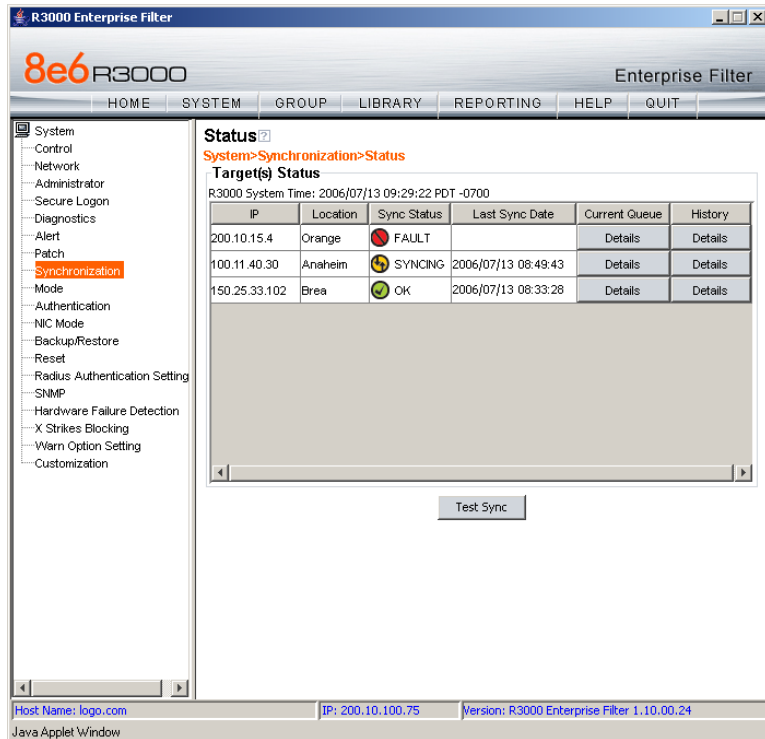 R3000 Enterprise Filter
8e6 R3000
Enterprise Filter
HOME SYSTEM GROUP LIBRARY REPORTING HELP QUIT
System
Control
Network
Administrator
Secure Logon
Diagnostics
Alert
Patch
Synchronization
Mode
Authentication
NIC Mode
Backup/Restore
Reset
Radius Authentication Setting
SNMP
Hardware Failure Detection
X Strikes Blocking
Warn Option Setting
Customization
Status ?
System>Synchronization>Status
Target(s) Status
R3000 System Time: 2006/07/13 09:29:22 PDT -0700
IP Location Sync Status Last Sync Date Current Queue History
200.10.15.4 Orange FAULT Details Details
100.11.40.30 Anaheim SYNCING 2006/07/13 08:49:43 Details Details
150.25.33.102 Brea OK 2006/07/13 08:33:28 Details Details
Test Sync
Host Name: logo.com IP: 200.10.100.75 Version: R3000 Enterprise Filter 1.10.00.24
Java Applet Window